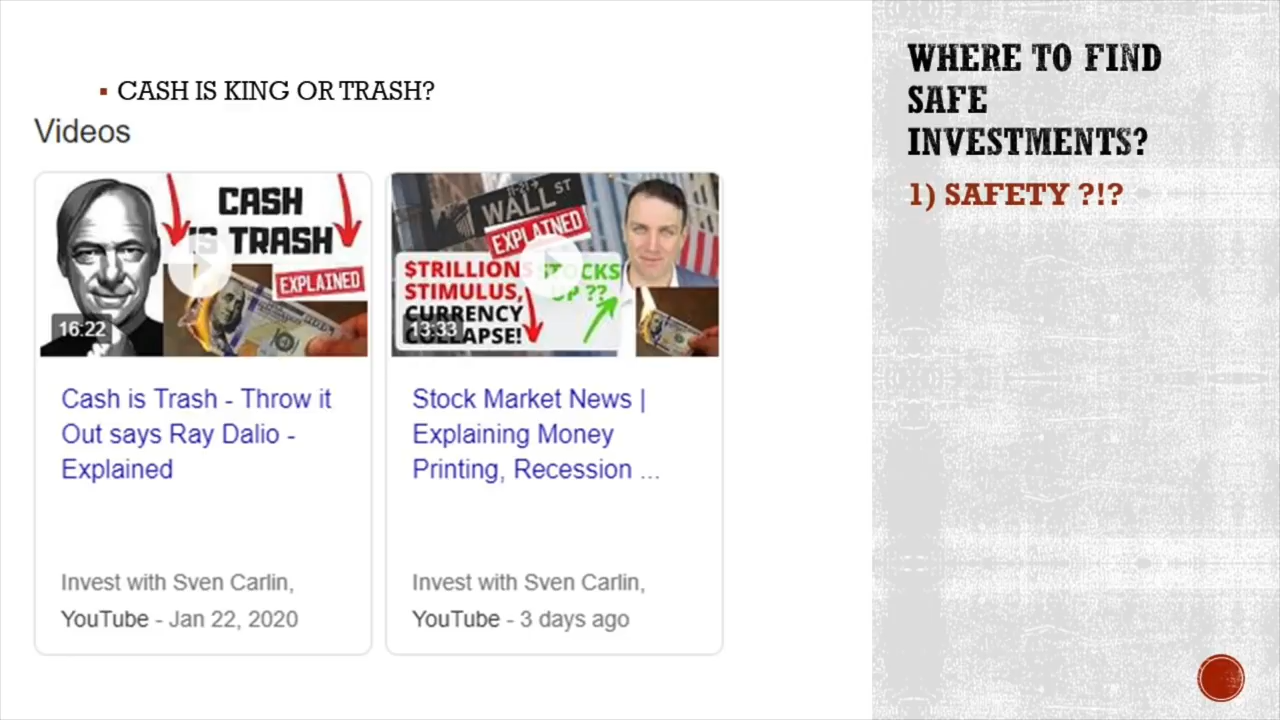 CASH IS KING OR TRASH?
Videos
CASH
IS TRASH
EXPLAINED
16:22
WALL ST
EXPLAINED
$TRILLIONS
STIMULUS,
CURRENCY
COLLAPSE!
STOCKS
UP ??
13:33
Cash is Trash - Throw it
Out says Ray Dalio -
Explained
Stock Market News |
Explaining Money
Printing, Recession ...
Invest with Sven Carlin,
YouTube - Jan 22, 2020
Invest with Sven Carlin,
YouTube - 3 days ago
WHERE TO FIND
SAFE
INVESTMENTS?
1) SAFETY ?!?